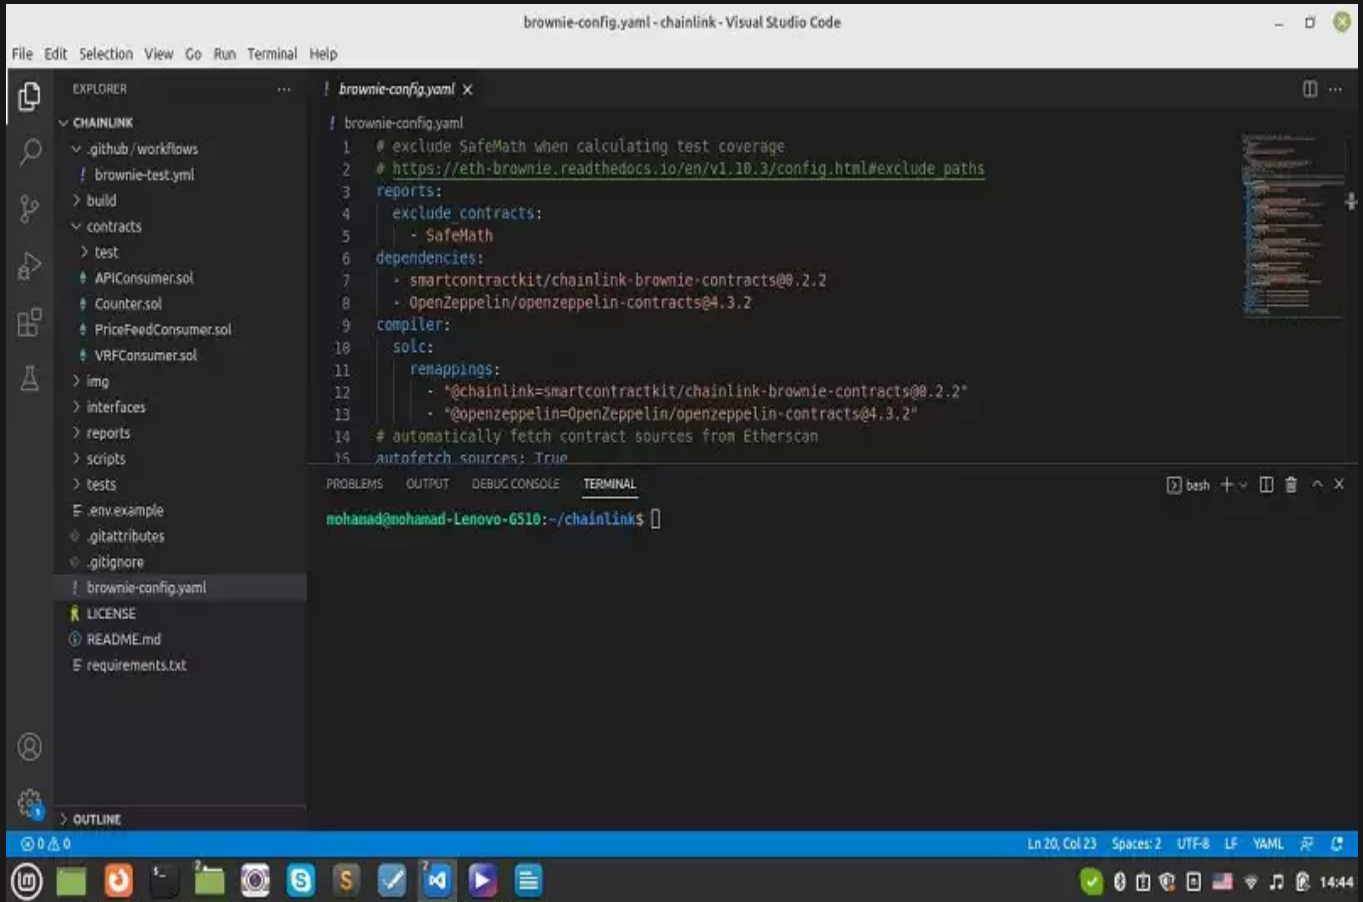 brownie-config.yaml - chainlink - Visual Studio Code
File Edit Selection View Go Run Terminal Help
EXPLORER
CHAINLINK
.github/workflows
brownie-test.yml
build
contracts
test
APIConsumer.sol
Counter.sol
PriceFeedConsumer.sol
VRFConsumer.sol
img
interfaces
reports
scripts
tests
.env.example
.gitattributes
.gitignore
brownie-config.yaml
LICENSE
README.md
requirements.txt
OUTLINE
brownie-config.yaml
brownie-config.yaml
1 # exclude SafeMath when calculating test coverage
2 # https://eth-brownie.readthedocs.io/en/v1.10.3/config.html#exclude_paths
3 reports:
4 exclude_contracts:
5 - SafeMath
6 dependencies:
7 - smartcontractkit/chainlink-brownie-contracts@0.2.2
8 - OpenZeppelin/openzeppelin-contracts@4.3.2
9 compiler:
10 solc:
11 remappings:
12 - "@chainlink=smartcontractkit/chainlink-brownie-contracts@0.2.2"
13 - "@openzeppelin=OpenZeppelin/openzeppelin-contracts@4.3.2"
14 # automatically fetch contract sources from Etherscan
15 autofetch_sources: True
PROBLEMS OUTPUT DEBUG CONSOLE TERMINAL
bash
mohamad@mohamad-Lenovo-G510:~/chainlink$
0 0
Ln 20, Col 23 Spaces: 2 UTF-8 LF YAML
14:44